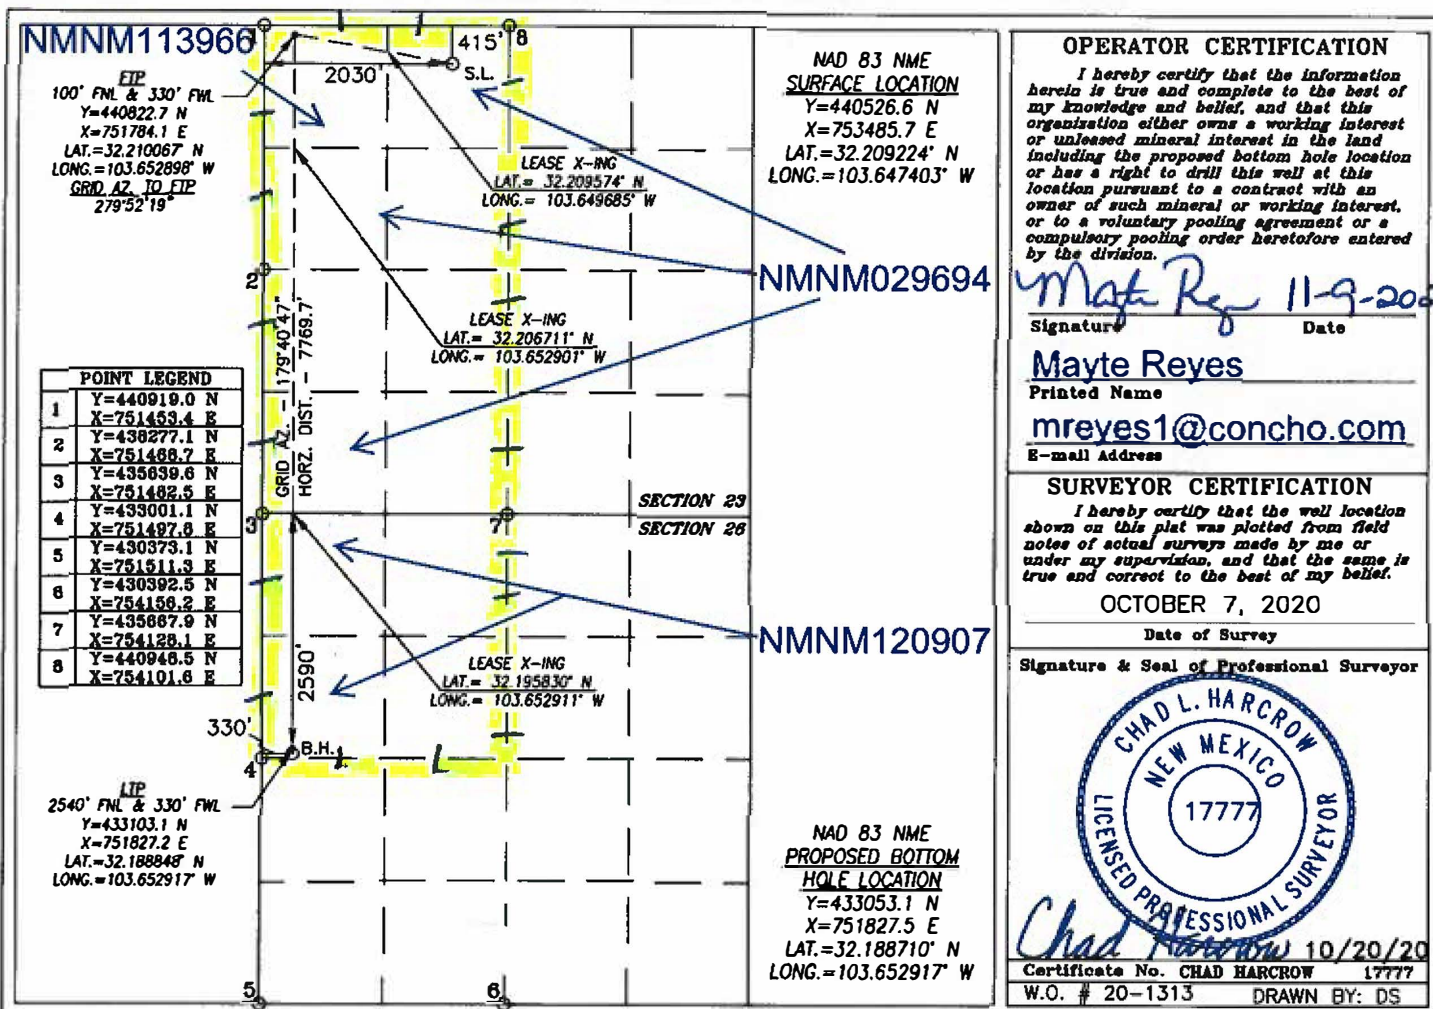 NMNM113966
FTP
100' FNL & 330' FWL
Y=440822.7 N
X=751784.1 E
LAT.=32.210067° N
LONG.=103.652898° W
GRID AZ. TO FTP
279°52'19"
1
8
415'
2030'
S.L.
LEASE X-ING
LAT.= 32.209574° N
LONG.= 103.649685° W
2
LEASE X-ING
LAT.= 32.206711° N
LONG.= 103.652901° W
GRID AZ. - 179°40'47"
HORZ. DIST. - 7769.7'
POINT LEGEND
1 Y=440919.0 N
X=751453.4 E
2 Y=438277.1 N
X=751468.7 E
3 Y=435639.6 N
X=751482.5 E
4 Y=433001.1 N
X=751497.8 E
5 Y=430373.1 N
X=751511.3 E
6 Y=430392.5 N
X=754156.2 E
7 Y=435667.9 N
X=754128.1 E
8 Y=440946.5 N
X=754101.6 E
3
7
SECTION 23
SECTION 26
2590'
LEASE X-ING
LAT.= 32.195830° N
LONG.= 103.652911° W
330'
B.H.
4
LTP
2540' FNL & 330' FWL
Y=433103.1 N
X=751827.2 E
LAT.=32.188848° N
LONG.=103.652917° W
5
6
NAD 83 NME
SURFACE LOCATION
Y=440526.6 N
X=753485.7 E
LAT.=32.209224° N
LONG.=103.647403° W
NMNM029694
NMNM120907
NAD 83 NME
PROPOSED BOTTOM
HOLE LOCATION
Y=433053.1 N
X=751827.5 E
LAT.=32.188710° N
LONG.=103.652917° W
OPERATOR CERTIFICATION
I hereby certify that the information
herein is true and complete to the best of
my knowledge and belief, and that this
organization either owns a working interest
or unleased mineral interest in the land
including the proposed bottom hole location
or has a right to drill this well at this
location pursuant to a contract with an
owner of such mineral or working interest,
or to a voluntary pooling agreement or a
compulsory pooling order heretofore entered
by the division.
11-9-20
Signature Date
Mayte Reyes
Printed Name
mreyes1@concho.com
E-mail Address
SURVEYOR CERTIFICATION
I hereby certify that the well location
shown on this plat was plotted from field
notes of actual surveys made by me or
under my supervision, and that the same is
true and correct to the best of my belief.
OCTOBER 7, 2020
Date of Survey
Signature & Seal of Professional Surveyor
CHAD L. HARCROW
NEW MEXICO
17777
LICENSED PROFESSIONAL SURVEYOR
Chad Harcrow 10/20/20
Certificate No. CHAD HARCROW 17777
W.O. # 20-1313 DRAWN BY: DS